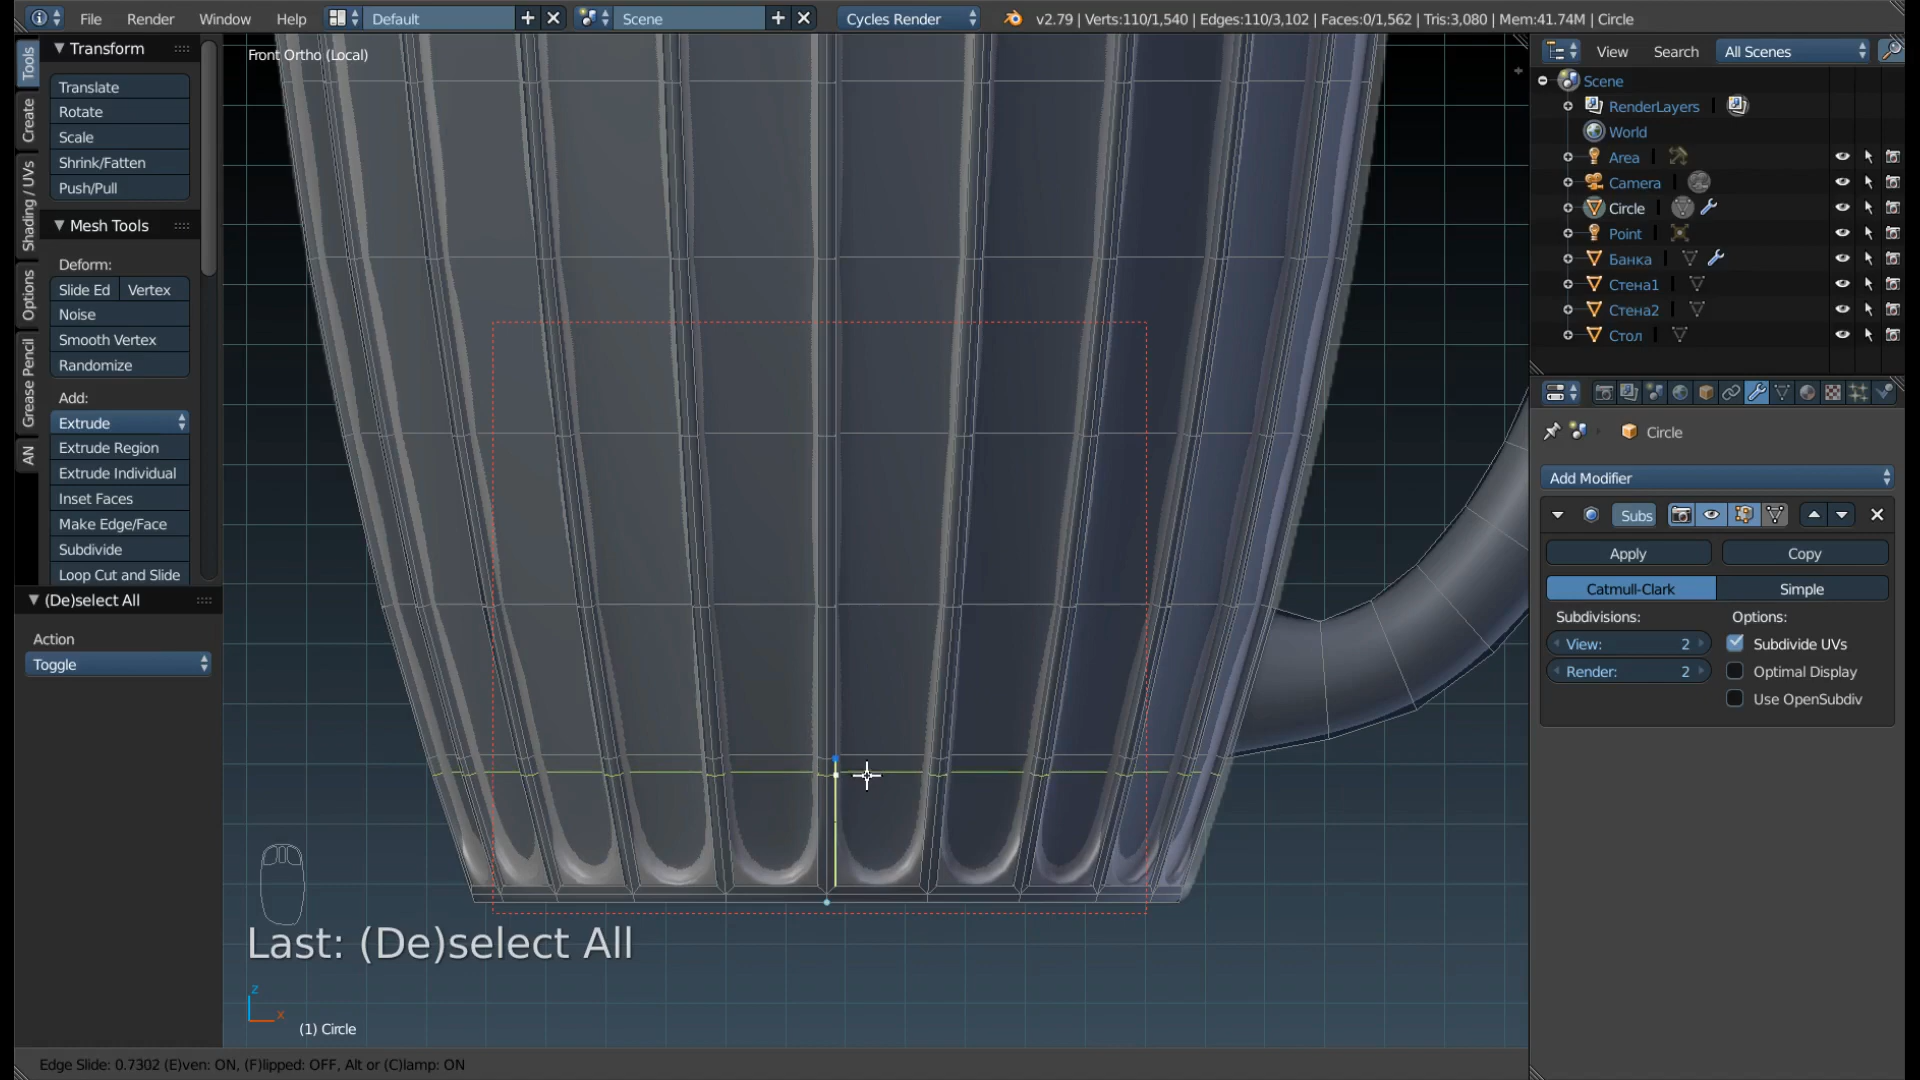 File Render Window Help Default Scene Cycles Render v2.79 | Verts:110/1,540 | Edges:110/3,102 | Faces:0/1,562 | Tris:3,080 | Mem:41.74M | Circle
Tools
Create
Shading / UVs
Options
Grease Pencil
AN
Transform
Translate
Rotate
Scale
Shrink/Fatten
Push/Pull
Mesh Tools
Deform:
Slide Ed Vertex
Noise
Smooth Vertex
Randomize
Add:
Extrude
Extrude Region
Extrude Individual
Inset Faces
Make Edge/Face
Subdivide
Loop Cut and Slide
(De)select All
Action
Toggle
Front Ortho (Local)
Last: (De)select All
z
x
(1) Circle
Edge Slide: 0.7302 (E)ven: ON, (F)lipped: OFF, Alt or (C)lamp: ON
View Search All Scenes
Scene
RenderLayers
World
Area
Camera
Circle
Point
Банка
Стена1
Стена2
Стол
Circle
Add Modifier
Subs
Apply Copy
Catmull-Clark Simple
Subdivisions: Options:
View: 2 Subdivide UVs
Render: 2 Optimal Display
Use OpenSubdiv